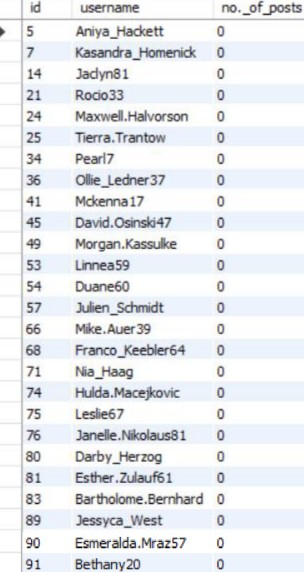 id username no._of_posts
5 Aniya_Hackett 0
7 Kasandra_Homenick 0
14 Jaclyn81 0
21 Rocio33 0
24 Maxwell.Halvorson 0
25 Tierra.Trantow 0
34 Pearl7 0
36 Ollie_Ledner37 0
41 Mckenna17 0
45 David.Osinski47 0
49 Morgan.Kassulke 0
53 Linnea59 0
54 Duane60 0
57 Julien_Schmidt 0
66 Mike.Auer39 0
68 Franco_Keebler64 0
71 Nia_Haag 0
74 Hulda.Macejkovic 0
75 Leslie67 0
76 Janelle.Nikolaus81 0
80 Darby_Herzog 0
81 Esther.Zulauf61 0
83 Bartholome.Bernhard 0
89 Jessyca_West 0
90 Esmeralda.Mraz57 0
91 Bethany20 0